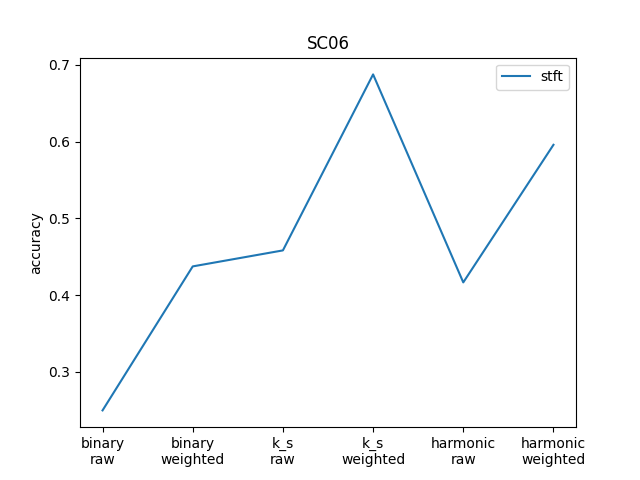 SC06
stft
accuracy
0.7
0.6
0.5
0.4
0.3
binary
raw
binary
weighted
k_s
raw
k_s
weighted
harmonic
raw
harmonic
weighted